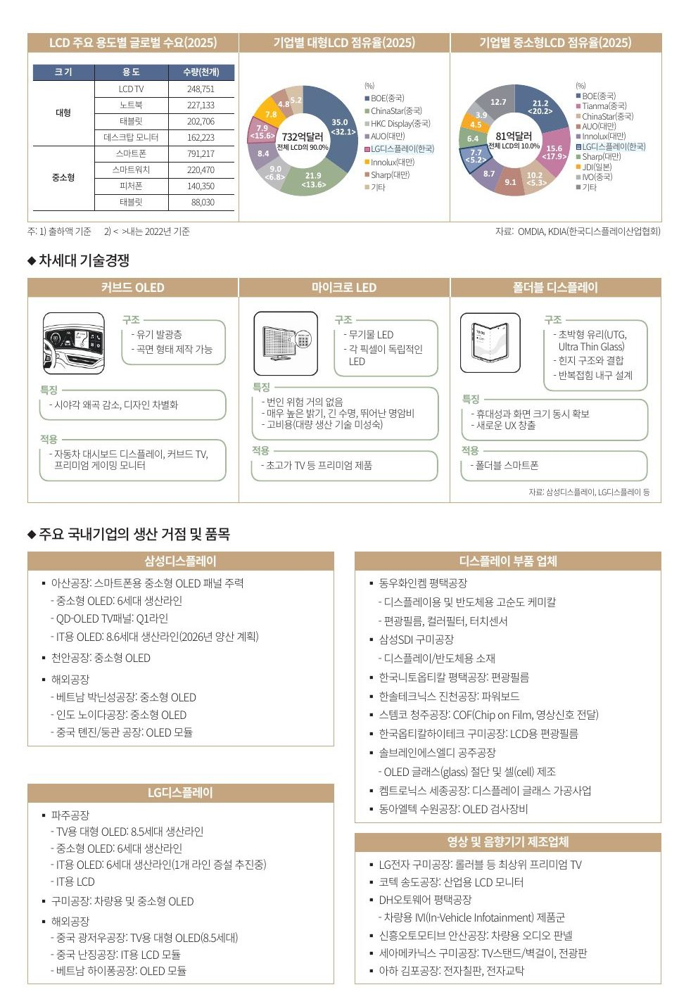 LCD 주요 용도별 글로벌 수요(2025)
크 기 용 도 수량(천개)
대형
LCD TV 248,751
노트북 227,133
태블릿 202,706
데스크탑 모니터 162,223
중소형
스마트폰 791,217
스마트워치 220,470
피처폰 140,350
태블릿 88,030
기업별 대형LCD 점유율(2025)
(%)
35.0
<32.1>
21.9
<13.6>
9.0
<6.8>
8.4
7.9
<15.6>
7.8
4.8
5.2
732억달러
전체 LCD의 90.0%
BOE(중국)
ChinaStar(중국)
HKC Display(중국)
AUO(대만)
LG디스플레이(한국)
Innolux(대만)
Sharp(대만)
기타
기업별 중소형LCD 점유율(2025)
(%)
21.2
<20.2>
15.6
<17.9>
10.2
<5.3>
9.1
8.7
7.7
<5.2>
6.4
4.5
3.9
12.7
81억달러
전체 LCD의 10.0%
BOE(중국)
Tianma(중국)
ChinaStar(중국)
AUO(대만)
Innolux(대만)
LG디스플레이(한국)
Sharp(대만)
JDI(일본)
IVO(중국)
기타
주: 1) 출하액 기준 2) < >내는 2022년 기준
자료: OMDIA, KDIA(한국디스플레이산업협회)
◆ 차세대 기술경쟁
커브드 OLED
구조
- 유기 발광층
- 곡면 형태 제작 가능
특징
- 시야각 왜곡 감소, 디자인 차별화
적용
- 자동차 대시보드 디스플레이, 커브드 TV,
프리미엄 게이밍 모니터
마이크로 LED
구조
- 무기물 LED
- 각 픽셀이 독립적인
LED
특징
- 번인 위험 거의 없음
- 매우 높은 밝기, 긴 수명, 뛰어난 명암비
- 고비용(대량 생산 기술 미성숙)
적용
- 초고가 TV 등 프리미엄 제품
폴더블 디스플레이
구조
- 초박형 유리(UTG,
Ultra Thin Glass)
- 힌지 구조와 결합
- 반복접힘 내구 설계
특징
- 휴대성과 화면 크기 동시 확보
- 새로운 UX 창출
적용
- 폴더블 스마트폰
자료: 삼성디스플레이, LG디스플레이 등
◆ 주요 국내기업의 생산 거점 및 품목
삼성디스플레이
▪ 아산공장: 스마트폰용 중소형 OLED 패널 주력
- 중소형 OLED: 6세대 생산라인
- QD-OLED TV패널: Q1라인
- IT용 OLED: 8.6세대 생산라인(2026년 양산 계획)
▪ 천안공장: 중소형 OLED
▪ 해외공장
- 베트남 박닌성공장: 중소형 OLED
- 인도 노이다공장: 중소형 OLED
- 중국 톈진/둥관 공장: OLED 모듈
LG디스플레이
▪ 파주공장
- TV용 대형 OLED: 8.5세대 생산라인
- 중소형 OLED: 6세대 생산라인
- IT용 OLED: 6세대 생산라인(1개 라인 증설 추진중)
- IT용 LCD
▪ 구미공장: 차량용 및 중소형 OLED
▪ 해외공장
- 중국 광저우공장: TV용 대형 OLED(8.5세대)
- 중국 난징공장: IT용 LCD 모듈
- 베트남 하이퐁공장: OLED 모듈
디스플레이 부품 업체
▪ 동우화인켐 평택공장
- 디스플레이용 및 반도체용 고순도 케미칼
- 편광필름, 컬러필터, 터치센서
▪ 삼성SDI 구미공장
- 디스플레이/반도체용 소재
▪ 한국니토옵티칼 평택공장: 편광필름
▪ 한솔테크닉스 진천공장: 파워보드
▪ 스템코 청주공장: COF(Chip on Film, 영상신호 전달)
▪ 한국옵티칼하이테크 구미공장: LCD용 편광필름
▪ 솔브레인에스엘디 공주공장
- OLED 글래스(glass) 절단 및 셀(cell) 제조
▪ 켐트로닉스 세종공장: 디스플레이 글래스 가공사업
▪ 동아엘텍 수원공장: OLED 검사장비
영상 및 음향기기 제조업체
▪ LG전자 구미공장: 롤러블 등 최상위 프리미엄 TV
▪ 코텍 송도공장: 산업용 LCD 모니터
▪ DH오토웨어 평택공장
- 차량용 IVI(In-Vehicle Infotainment) 제품군
▪ 신흥오토모티브 안산공장: 차량용 오디오 판넬
▪ 세아메카닉스 구미공장: TV스탠드/벽걸이, 전광판
▪ 아하 김포공장: 전자칠판, 전자교탁